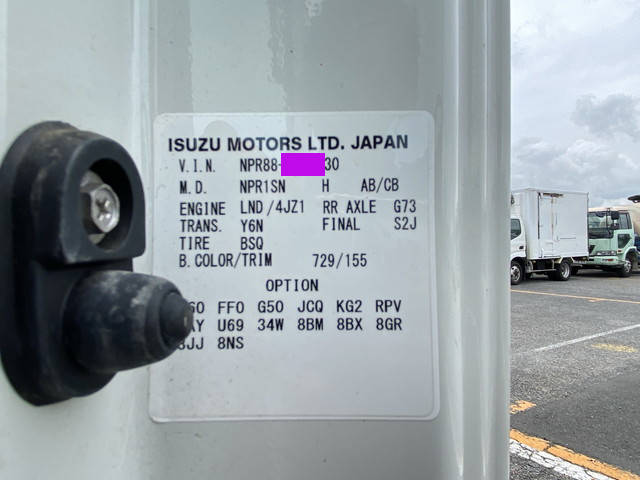 ISUZU MOTORS LTD. JAPAN
V.I.N. NPR88- 30
M.D. NPR1SN H AB/CB
ENGINE LND/4JZ1 RR AXLE G73
TRANS. Y6N FINAL S2J
TIRE BSQ
B.COLOR/TRIM 729/155
OPTION
FF0 G50 JCQ KG2 RPV
U69 34W 8BM 8BX 8GR
8NS